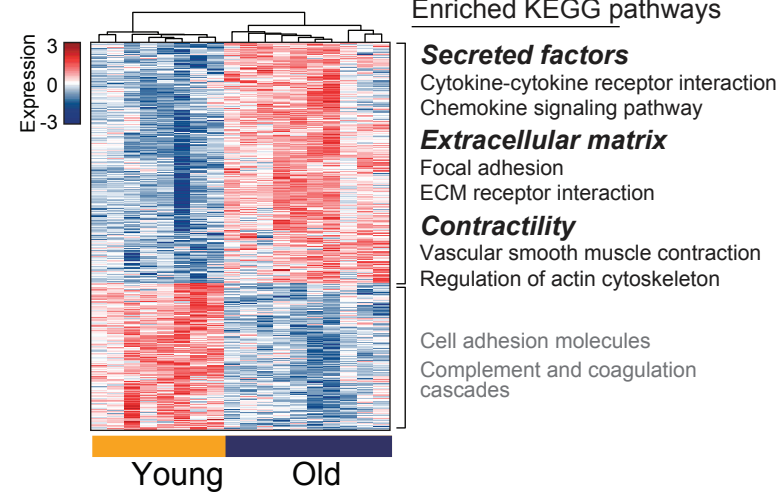 Enriched KEGG pathways
Expression
3
0
-3
Secreted factors
Cytokine-cytokine receptor interaction
Chemokine signaling pathway
Extracellular matrix
Focal adhesion
ECM receptor interaction
Contractility
Vascular smooth muscle contraction
Regulation of actin cytoskeleton
Cell adhesion molecules
Complement and coagulation
cascades
Young
Old